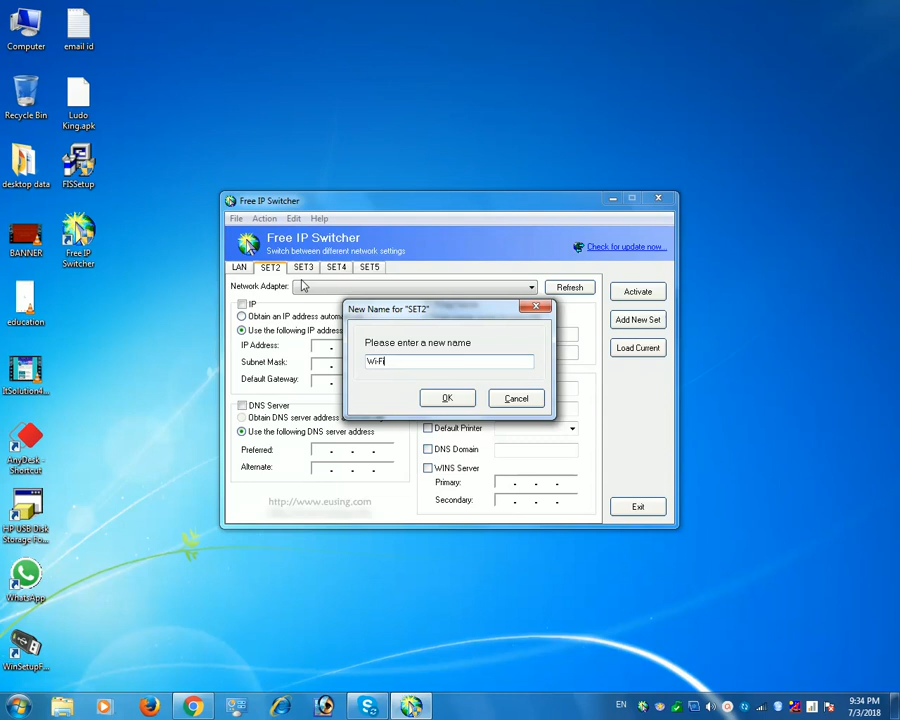 Computer
email id
Recycle Bin
Ludo
King.apk
desktop data
FISSetup
BANNER
Free IP
Switcher
education
ItSolution4...
AnyDesk -
Shortcut
HP USB Disk
Storage Fo...
WhatsApp
WinSetupF...
Free IP Switcher
File Action Edit Help
Free IP Switcher
Switch between different network settings
Check for update now...
LAN SET2 SET3 SET4 SET5
Network Adapter:
Refresh
Activate
Add New Set
Load Current
Exit
IP
Obtain an IP address autom
Use the following IP address
IP Address:
Subnet Mask:
Default Gateway:
DNS Server
Obtain DNS server address
Use the following DNS server address
Preferred:
Alternate:
http://www.eusing.com
Default Printer
DNS Domain
WINS Server
Primary:
Secondary:
New Name for "SET2"
Please enter a new name
Wi-Fi
OK
Cancel
EN
9:34 PM
7/3/2018